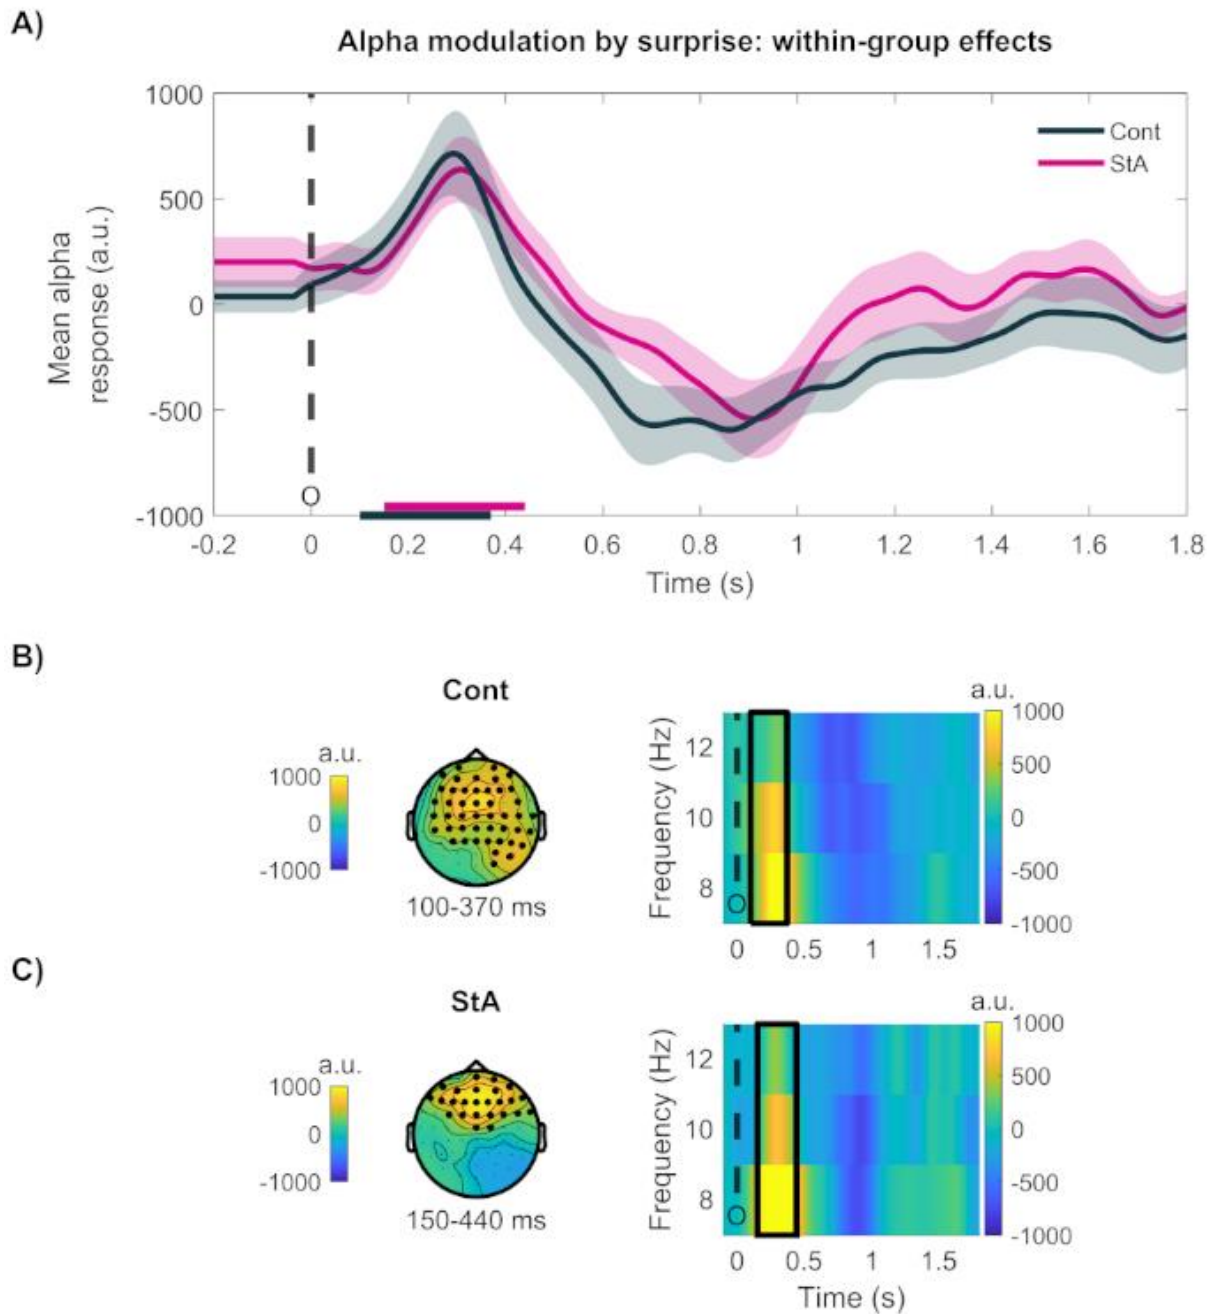 A)
Alpha modulation by surprise: within-group effects
Mean alpha
response (a.u.)
1000
500
0
-500
-1000
Cont
StA
O
-0.2 0 0.2 0.4 0.6 0.8 1 1.2 1.4 1.6 1.8
Time (s)
B)
Cont
a.u.
1000
0
-1000
100-370 ms
Frequency (Hz)
12
10
8
O
0 0.5 1 1.5
a.u.
1000
500
0
-500
-1000
C)
StA
a.u.
1000
0
-1000
150-440 ms
Frequency (Hz)
12
10
8
O
0 0.5 1 1.5
Time (s)
a.u.
1000
500
0
-500
-1000